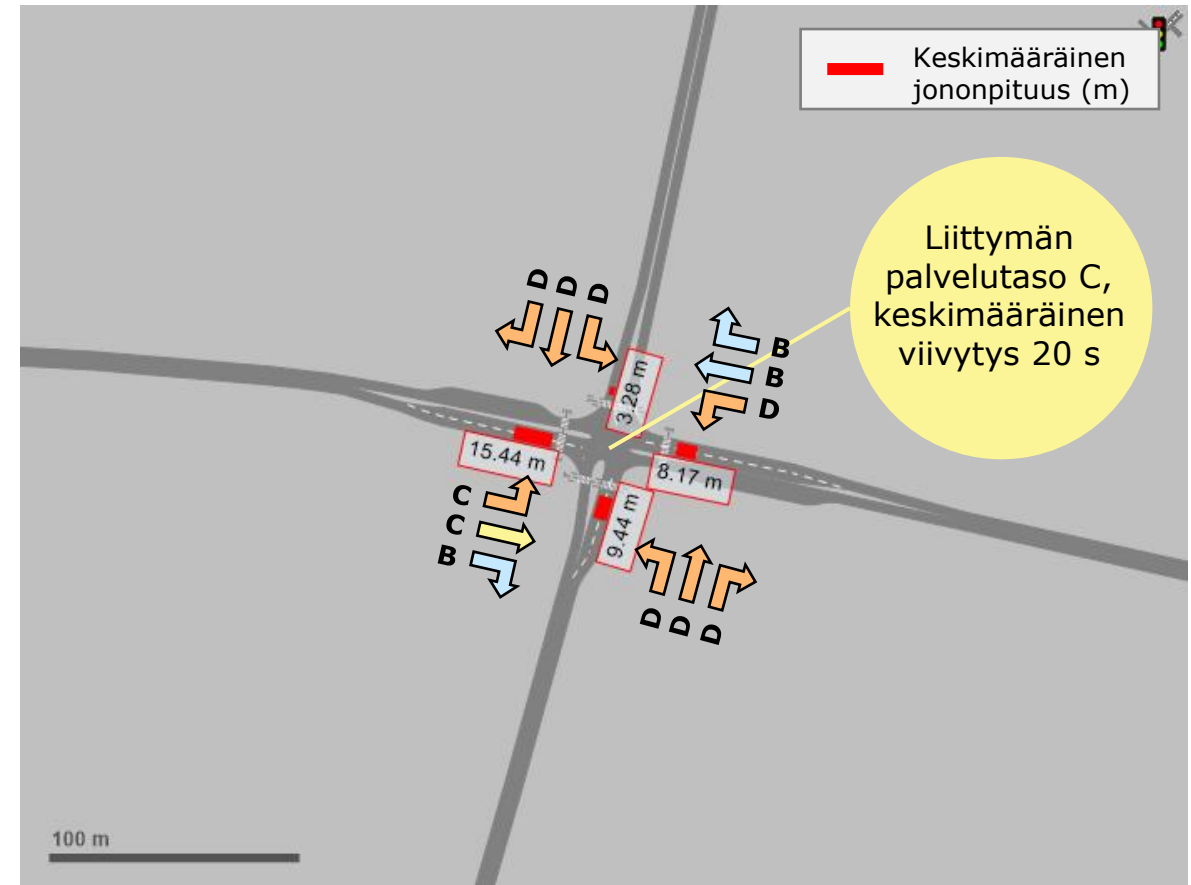 Keskimääräinen
jononpituus (m)
Liittymän
palvelutaso C,
keskimääräinen
viivytys 20 s
D D D
B
B
D
3.28 m
15.44 m
8.17 m
9.44 m
C
C
B
D D D
100 m